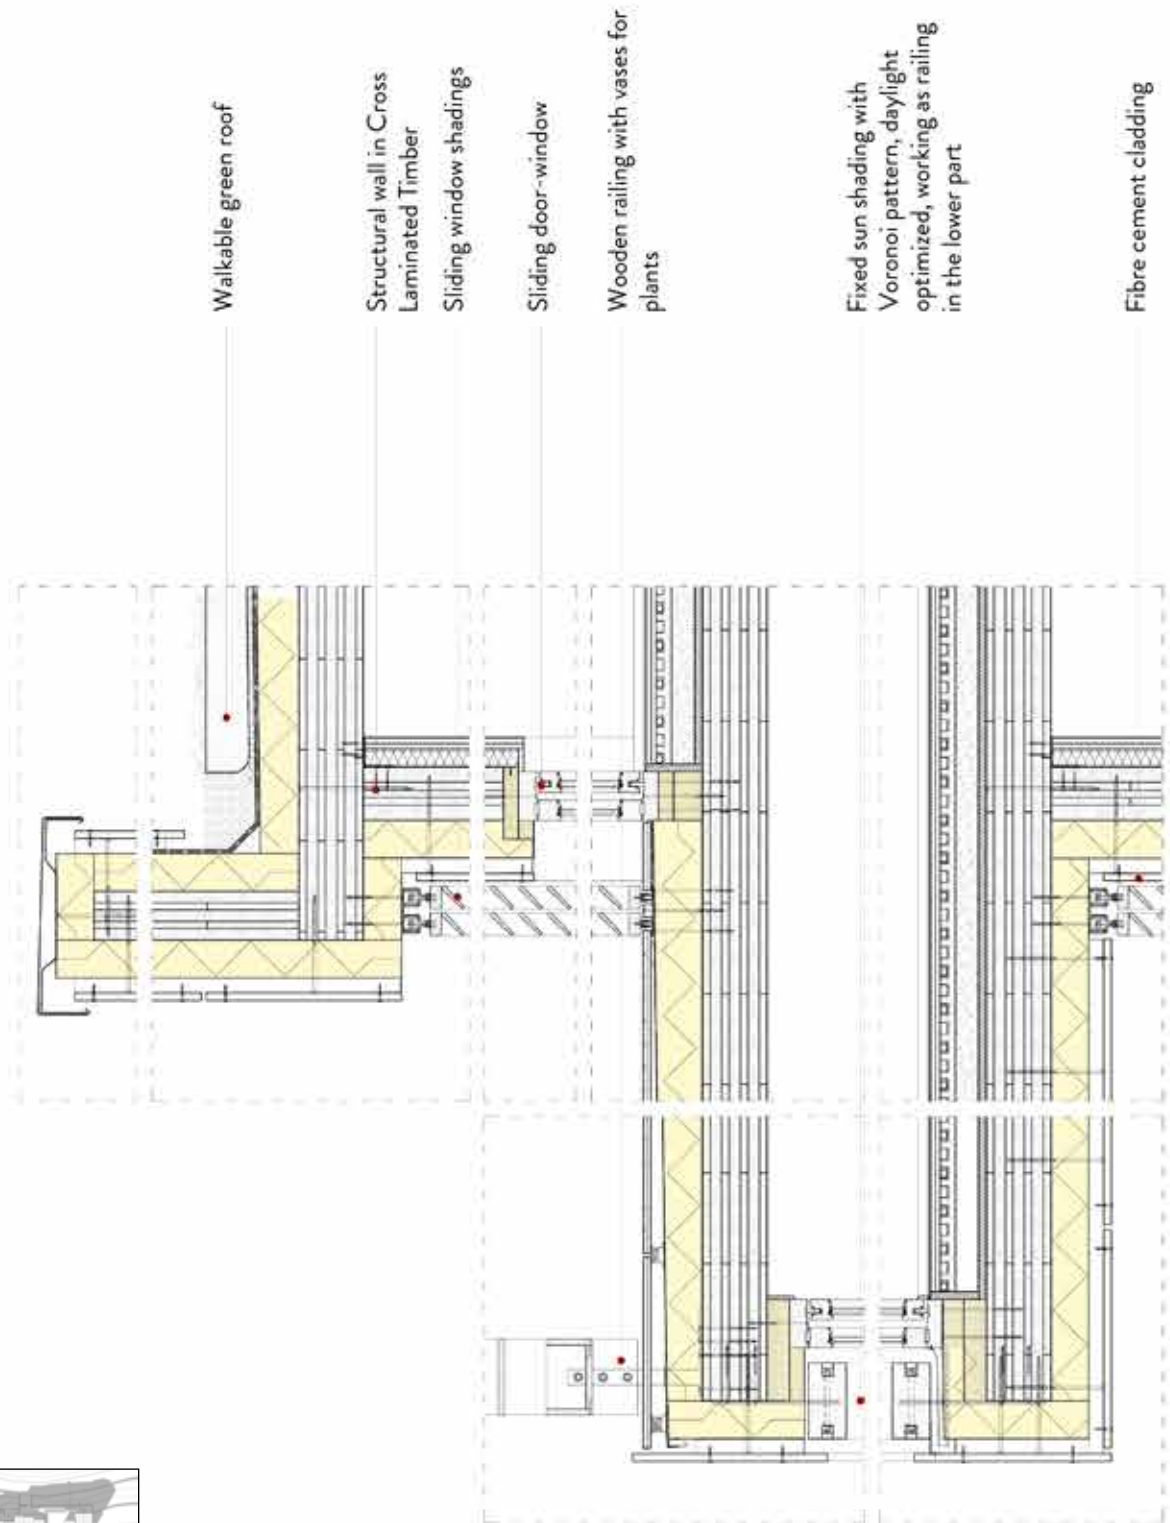 Walkable green roof
Structural wall in Cross
Laminated Timber
Sliding window shadings
Sliding door-window
Wooden railing with vases for
plants
Fixed sun shading with
Voronoi pattern, daylight
optimized, working as railing
in the lower part
Fibre cement cladding